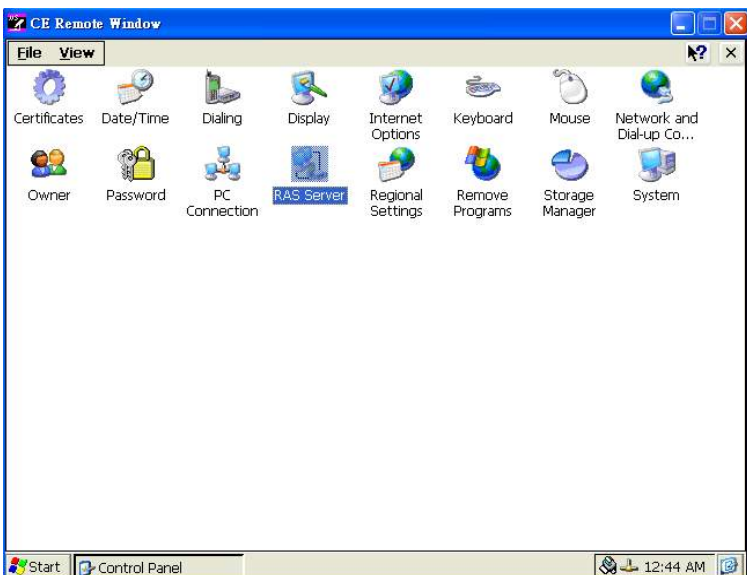 CE Remote Window
File View
Certificates Date/Time Dialing Display Internet Options Keyboard Mouse Network and Dial-up Co...
Owner Password PC Connection RAS Server Regional Settings Remove Programs Storage Manager System
Start Control Panel 12:44 AM